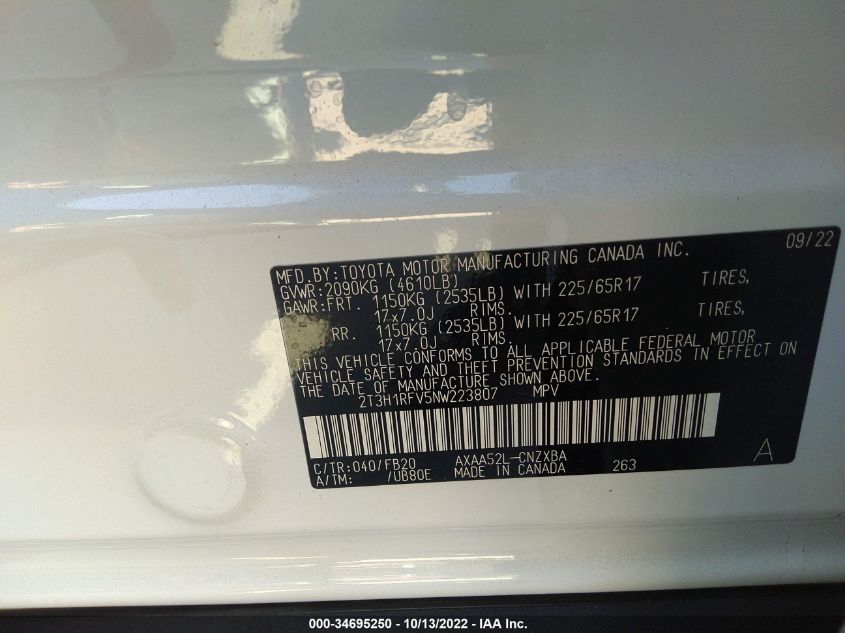 MFD.BY:TOYOTA MOTOR MANUFACTURING CANADA INC. 09/22
GVWR:2090KG (4610LB)
GAWR:FRT. 1150KG (2535LB) WITH 225/65R17 TIRES,
17x7.0J RIMS.
RR. 1150KG (2535LB) WITH 225/65R17 TIRES,
17x7.0J RIMS.
THIS VEHICLE CONFORMS TO ALL APPLICABLE FEDERAL MOTOR
VEHICLE SAFETY AND THEFT PREVENTION STANDARDS IN EFFECT ON
THE DATE OF MANUFACTURE SHOWN ABOVE.
2T3H1RFV5NW223807 MPV
C/TR:040/FB20 AXAA52L-CNZXBA 263 A
A/TM: /UB80E MADE IN CANADA
000-34695250 - 10/13/2022 - IAA Inc.